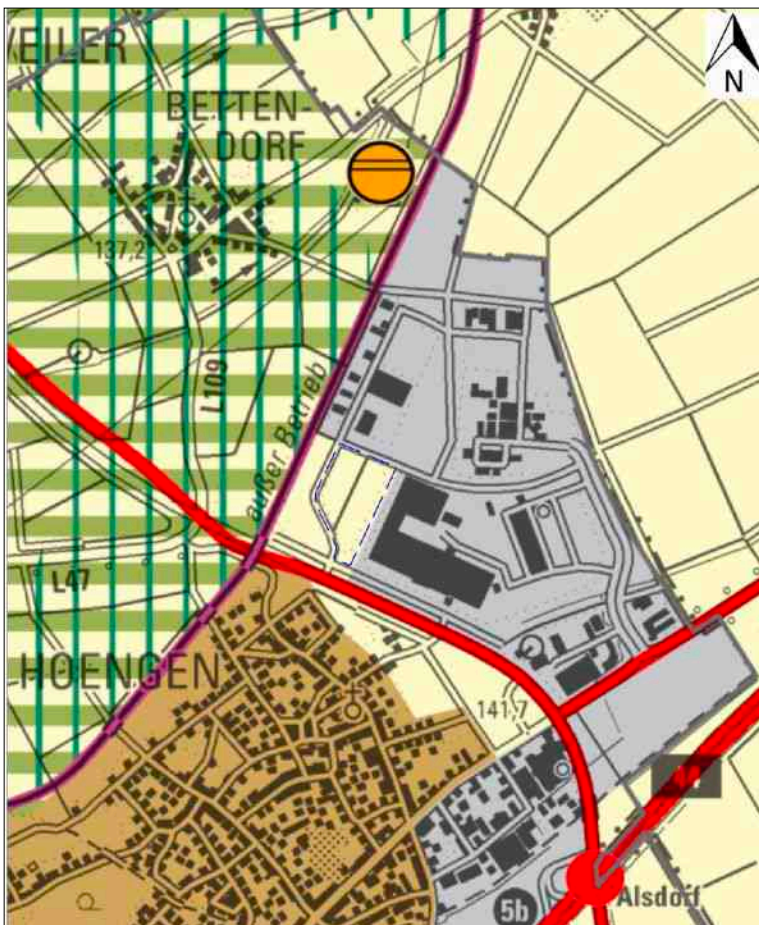 WEILER
N
BETTEN-
DORF
137,2
L109
außer Betrieb
L47
HOENGEN
141,7
5b
Alsdorf